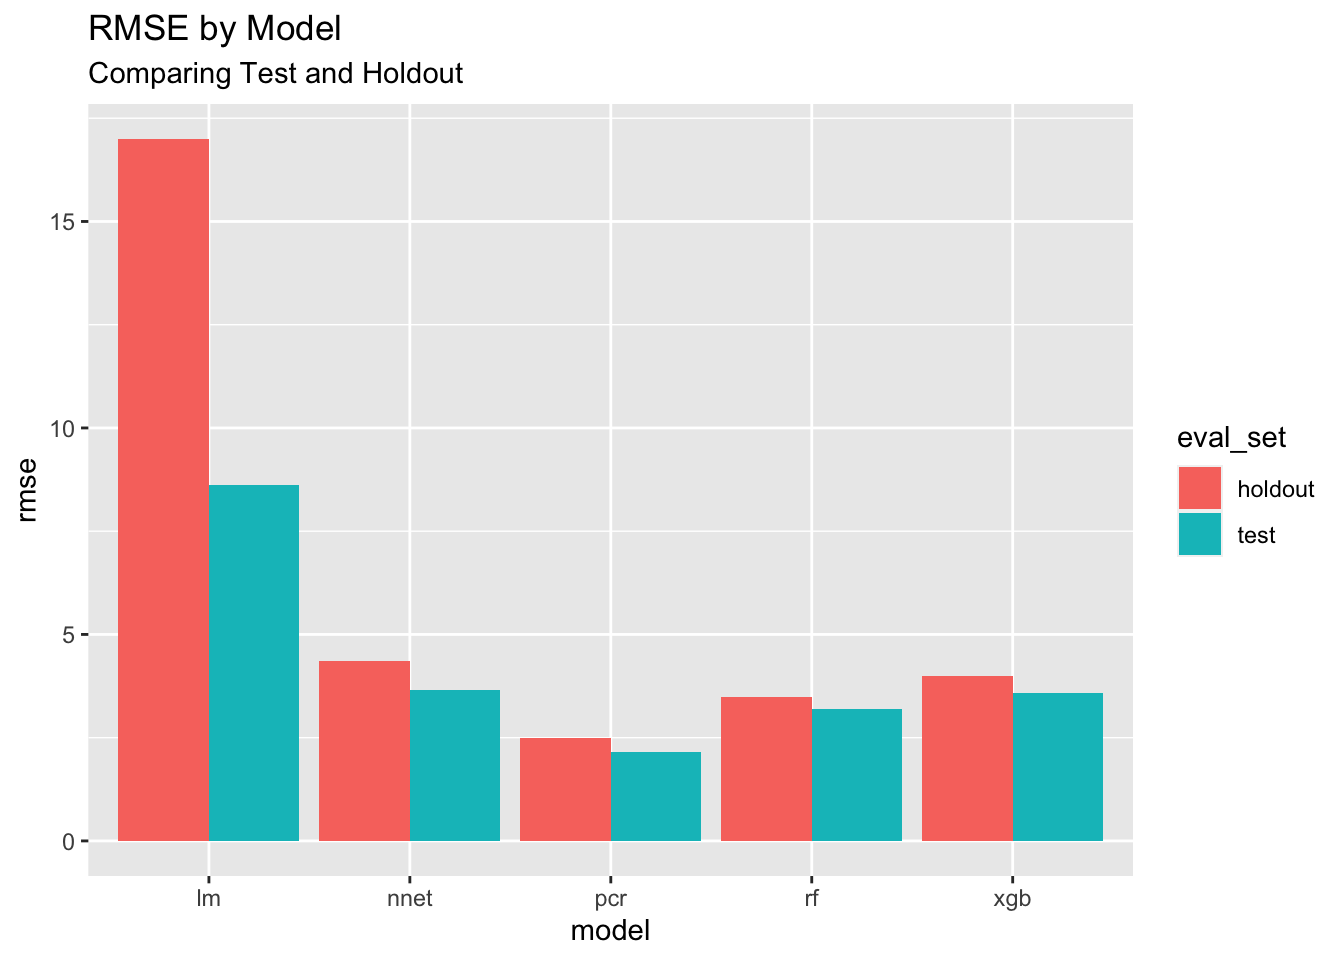 RMSE by Model
Comparing Test and Holdout
rmse
15
10
5
0
lm nnet pcr rf xgb
model
eval_set
holdout
test